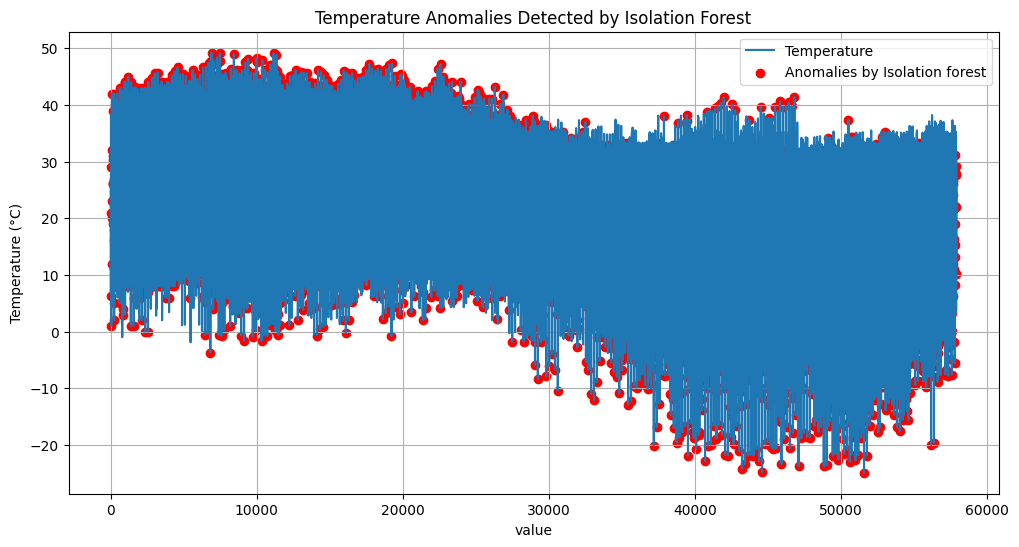 Temperature Anomalies Detected by Isolation Forest
Temperature
Anomalies by Isolation forest
Temperature (°C)
50
40
30
20
10
0
−10
−20
0 10000 20000 30000 40000 50000 60000
value